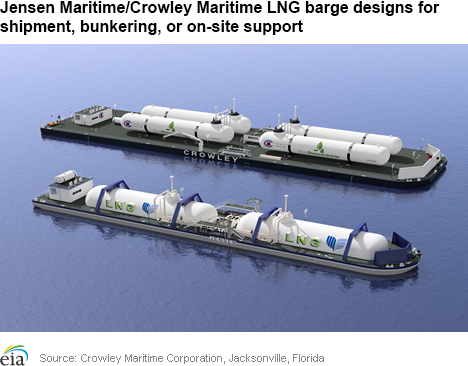 Jensen Maritime/Crowley Maritime LNG barge designs for
shipment, bunkering, or on-site support
CROWLEY
LNG
LNG
eia
Source: Crowley Maritime Corporation, Jacksonville, Florida